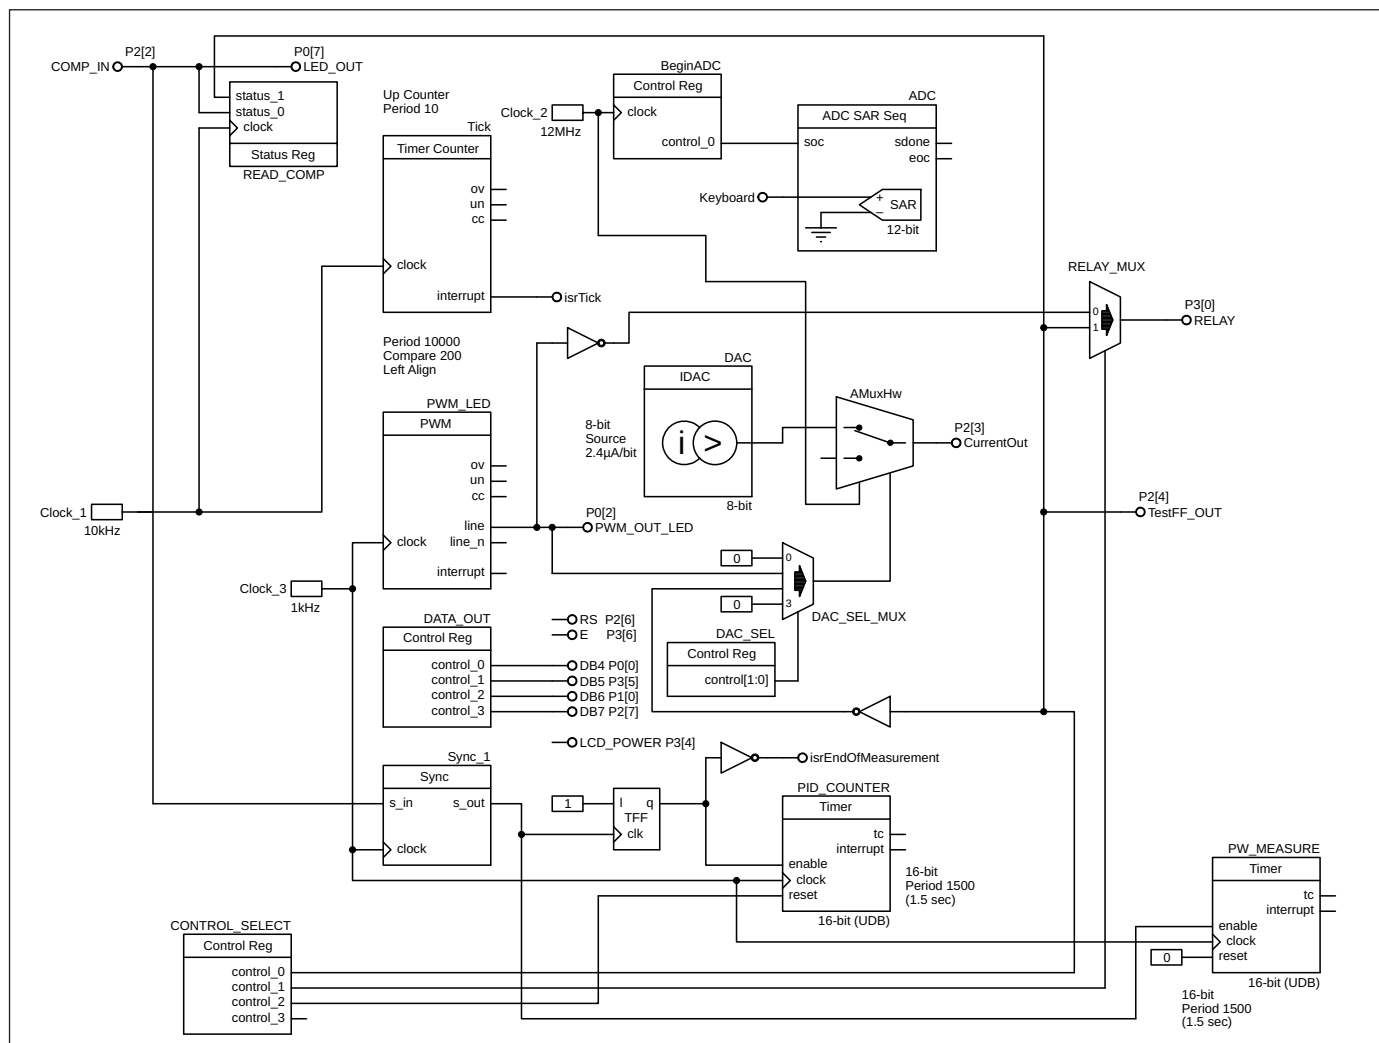 P2[2]
COMP_IN
P0[7]
LED_OUT
status_1
status_0
clock
Status Reg
READ_COMP
Up Counter
Period 10
Tick
Timer Counter
ov
un
cc
clock
interrupt
isrTick
Clock_2
12MHz
BeginADC
Control Reg
clock
control_0
ADC
ADC SAR Seq
soc
sdone
eoc
Keyboard
+
–
SAR
12-bit
RELAY_MUX
0
1
P3[0]
RELAY
Period 10000
Compare 200
Left Align
PWM_LED
PWM
ov
un
cc
line
line_n
clock
interrupt
P0[2]
PWM_OUT_LED
DAC
IDAC
8-bit
Source
2.4µA/bit
i >
8-bit
AMuxHw
P2[3]
CurrentOut
P2[4]
TestFF_OUT
Clock_1
10kHz
Clock_3
1kHz
0
0
0
3
DAC_SEL_MUX
DAC_SEL
Control Reg
control[1:0]
DATA_OUT
Control Reg
control_0
control_1
control_2
control_3
RS P2[6]
E P3[6]
DB4 P0[0]
DB5 P3[5]
DB6 P1[0]
DB7 P2[7]
LCD_POWER P3[4]
Sync_1
Sync
s_in s_out
clock
1
l q
TFF
clk
isrEndOfMeasurement
PID_COUNTER
Timer
tc
interrupt
enable
clock
reset
16-bit (UDB)
16-bit
Period 1500
(1.5 sec)
PW_MEASURE
Timer
tc
interrupt
enable
clock
reset
0
16-bit (UDB)
16-bit
Period 1500
(1.5 sec)
CONTROL_SELECT
Control Reg
control_0
control_1
control_2
control_3